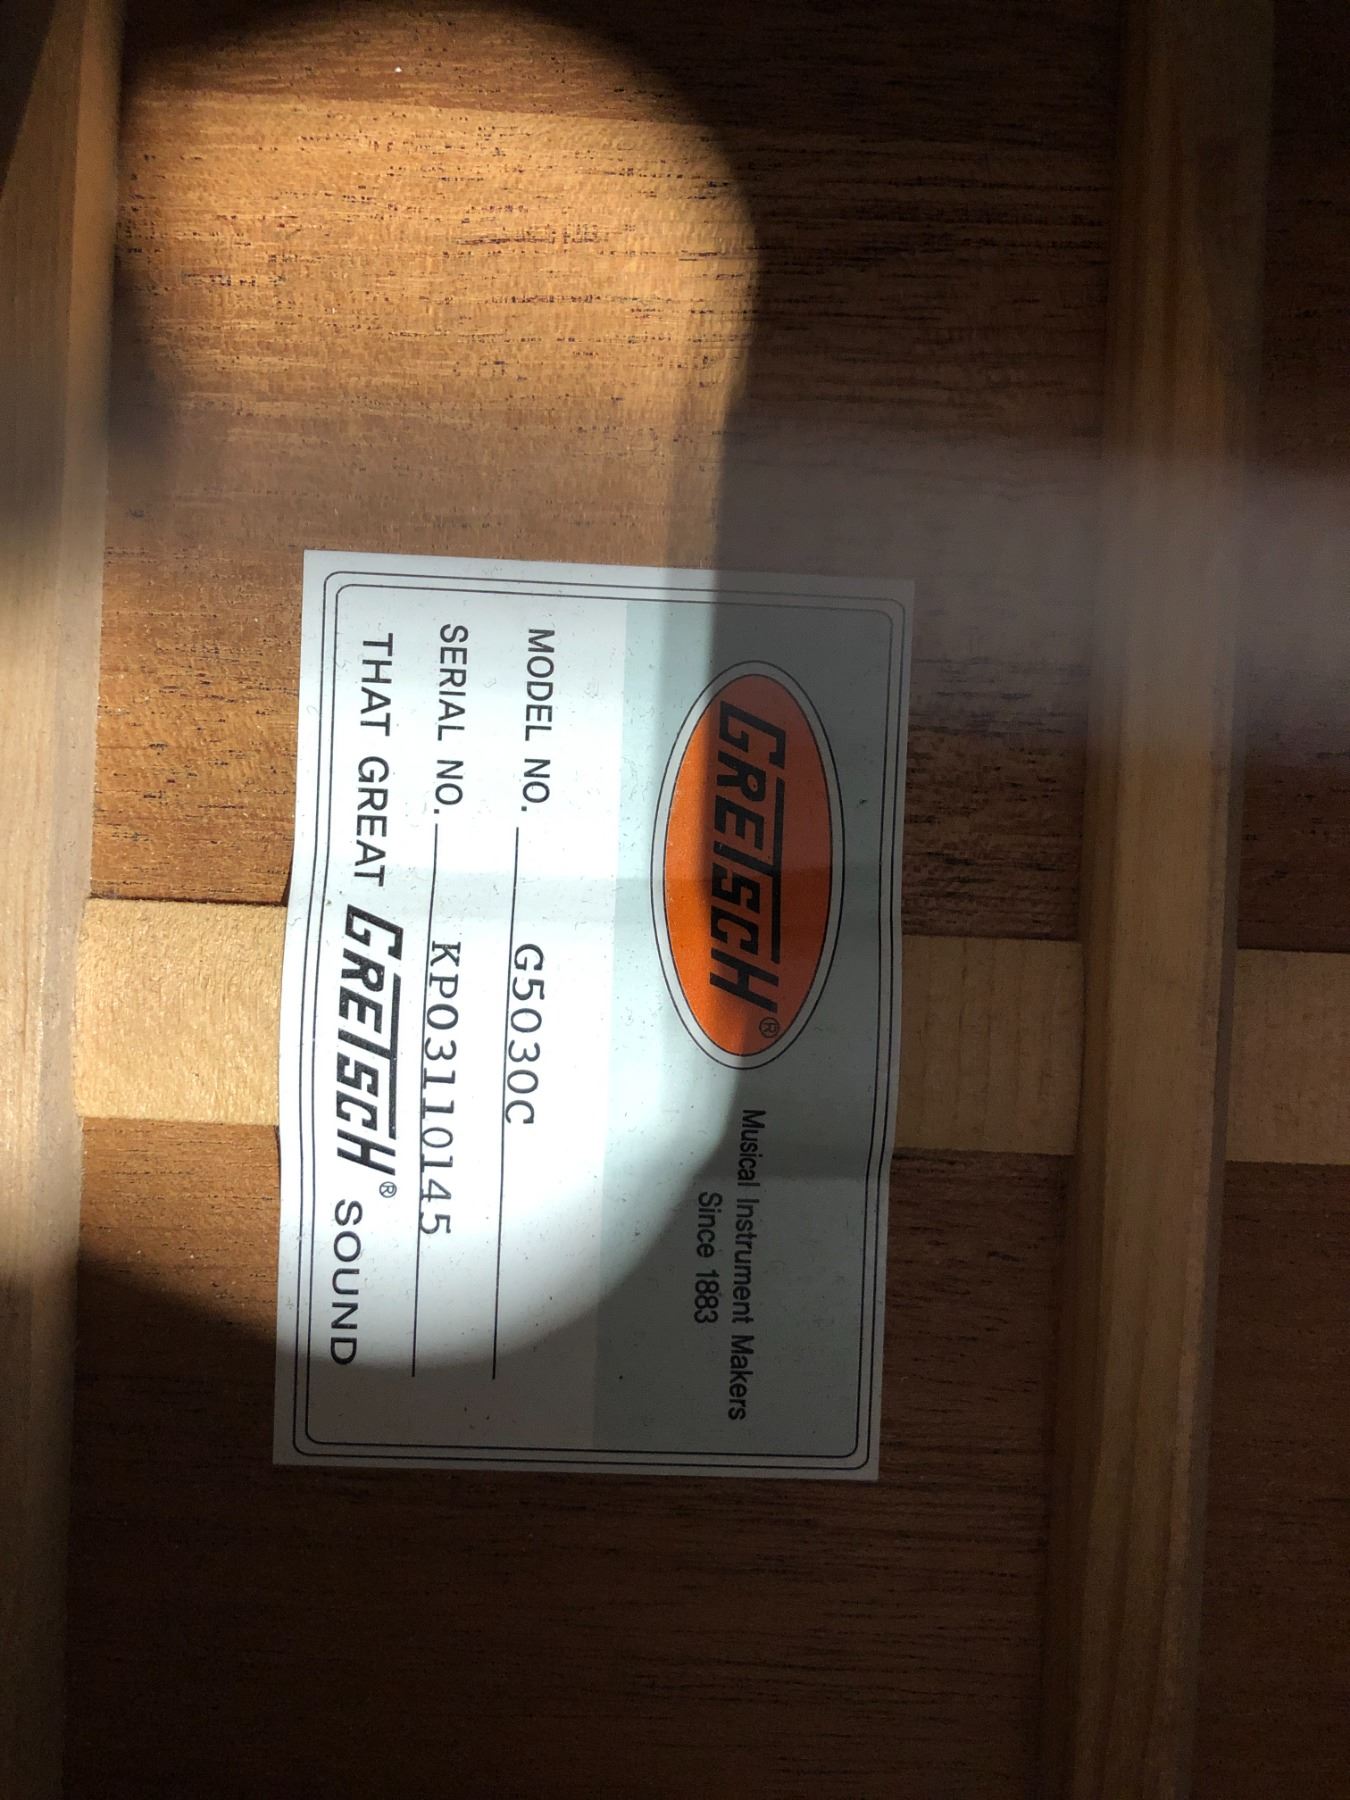 GRETSCH®
Musical Instrument Makers
Since 1883
MODEL NO. G5030C
SERIAL NO. KP03110145
THAT GREAT GRETSCH® SOUND